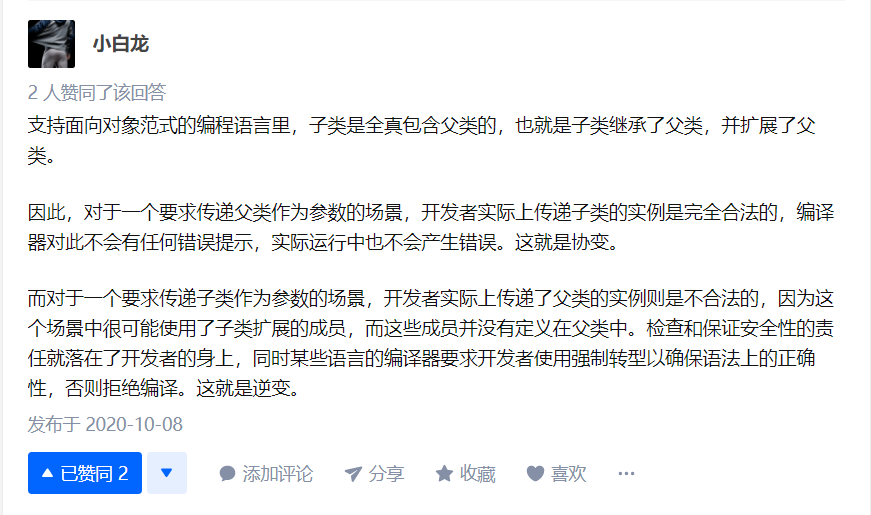 小白龙
2 人赞同了该回答
支持面向对象范式的编程语言里，子类是全真包含父类的，也就是子类继承了父类，并扩展了父
类。
因此，对于一个要求传递父类作为参数的场景，开发者实际上传递子类的实例是完全合法的，编译
器对此不会有任何错误提示，实际运行中也不会产生错误。这就是协变。
而对于一个要求传递子类作为参数的场景，开发者实际上传递了父类的实例则是不合法的，因为这
个场景中很可能使用了子类扩展的成员，而这些成员并没有定义在父类中。检查和保证安全性的责
任就落在了开发者的身上，同时某些语言的编译器要求开发者使用强制转型以确保语法上的正确
性，否则拒绝编译。这就是逆变。
发布于 2020-10-08
已赞同 2 添加评论 分享 收藏 喜欢